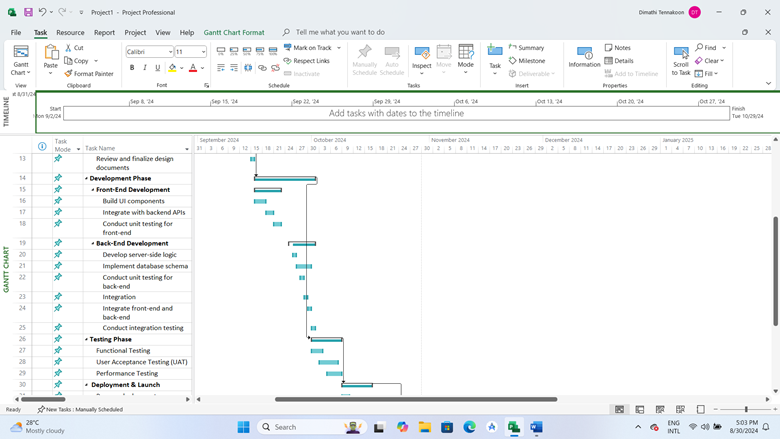 Project1 - Project Professional
Dimathi Tennakoon
DT
File Task Resource Report Project View Help Gantt Chart Format Tell me what you want to do
Gantt Chart
View
Paste
Cut
Copy
Format Painter
Clipboard
Calibri 11
B I U A
Font
0% 25% 50% 75% 100%
Mark on Track
Respect Links
Inactivate
Schedule
Manually Schedule
Auto Schedule
Inspect
Move
Mode
Tasks
Task
Summary
Milestone
Deliverable
Insert
Information
Notes
Details
Add to Timeline
Properties
Scroll to Task
Find
Clear
Fill
Editing
TIMELINE
at 8/31/24
Sep 8, '24 Sep 15, '24 Sep 22, '24 Sep 29, '24 Oct 6, '24 Oct 13, '24 Oct 20, '24 Oct 27, '24
Start
Mon 9/2/24
Add tasks with dates to the timeline
Finish
Tue 10/29/24
GANTT CHART
Task Mode
Task Name
September 2024 October 2024 November 2024 December 2024 January 2025
31 3 6 9 12 15 18 21 24 27 30 3 6 9 12 15 18 21 24 27 30 2 5 8 11 14 17 20 23 26 29 2 5 8 11 14 17 20 23 26 29 1 4 7 10 13 16 19 22 25 28
13 Review and finalize design documents
14 Development Phase
15 Front-End Development
16 Build UI components
17 Integrate with backend APIs
18 Conduct unit testing for front-end
19 Back-End Development
20 Develop server-side logic
21 Implement database schema
22 Conduct unit testing for back-end
23 Integration
24 Integrate front-end and back-end
25 Conduct integration testing
26 Testing Phase
27 Functional Testing
28 User Acceptance Testing (UAT)
29 Performance Testing
30 Deployment & Launch
Ready
New Tasks : Manually Scheduled
28°C
Mostly cloudy
Search
ENG
INTL
5:03 PM
8/30/2024